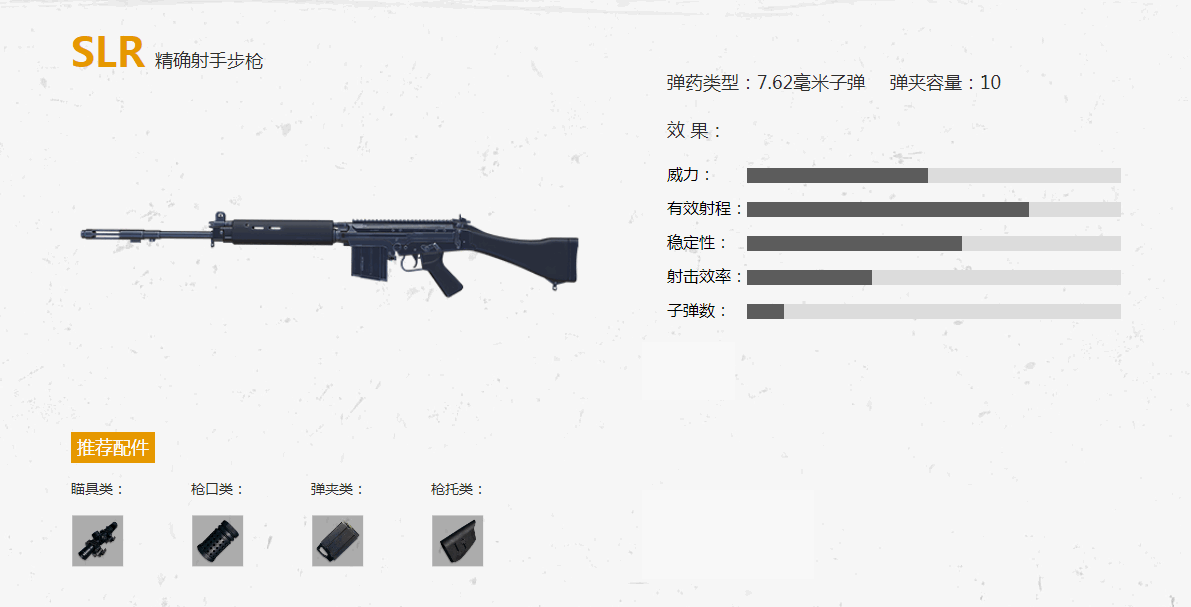 SLR 精确射手步枪
弹药类型：7.62毫米子弹 弹夹容量：10
效 果：
威力：
有效射程：
稳定性：
射击效率：
子弹数：
推荐配件
瞄具类： 枪口类： 弹夹类： 枪托类：